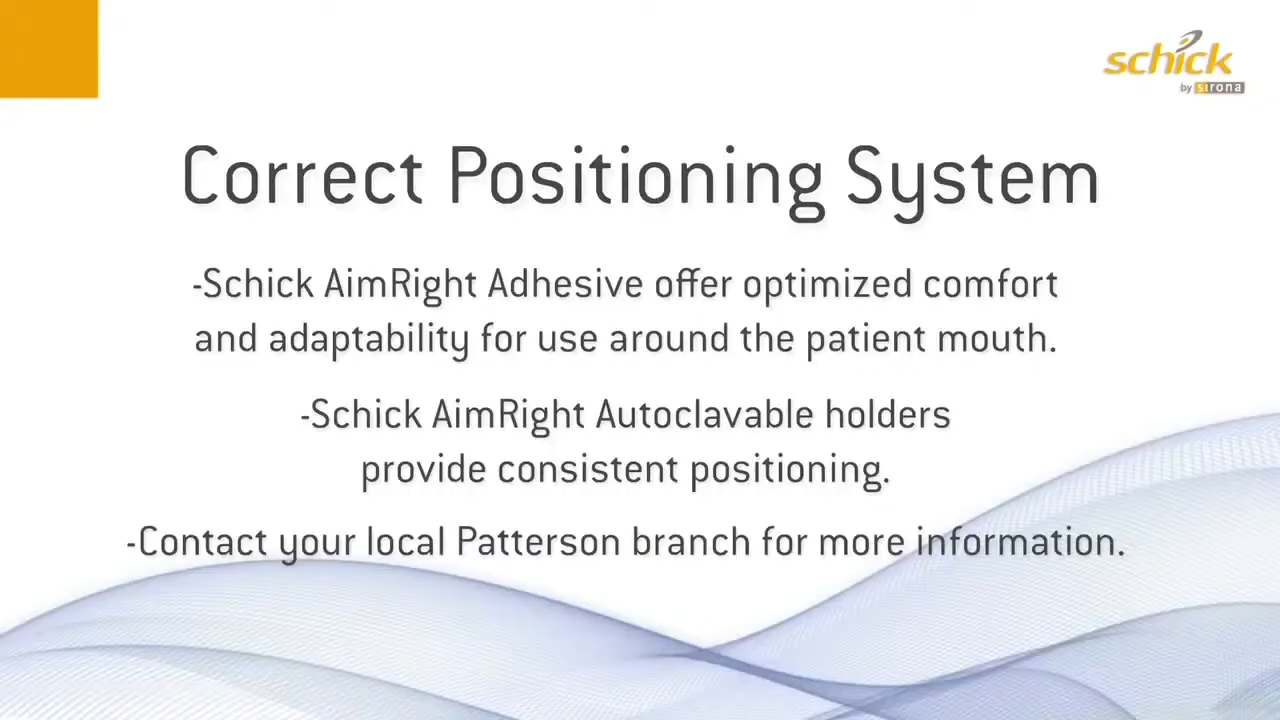 schick
by sirona
Correct Positioning System
-Schick AimRight Adhesive offer optimized comfort
and adaptability for use around the patient mouth.
-Schick AimRight Autoclavable holders
provide consistent positioning.
-Contact your local Patterson branch for more information.